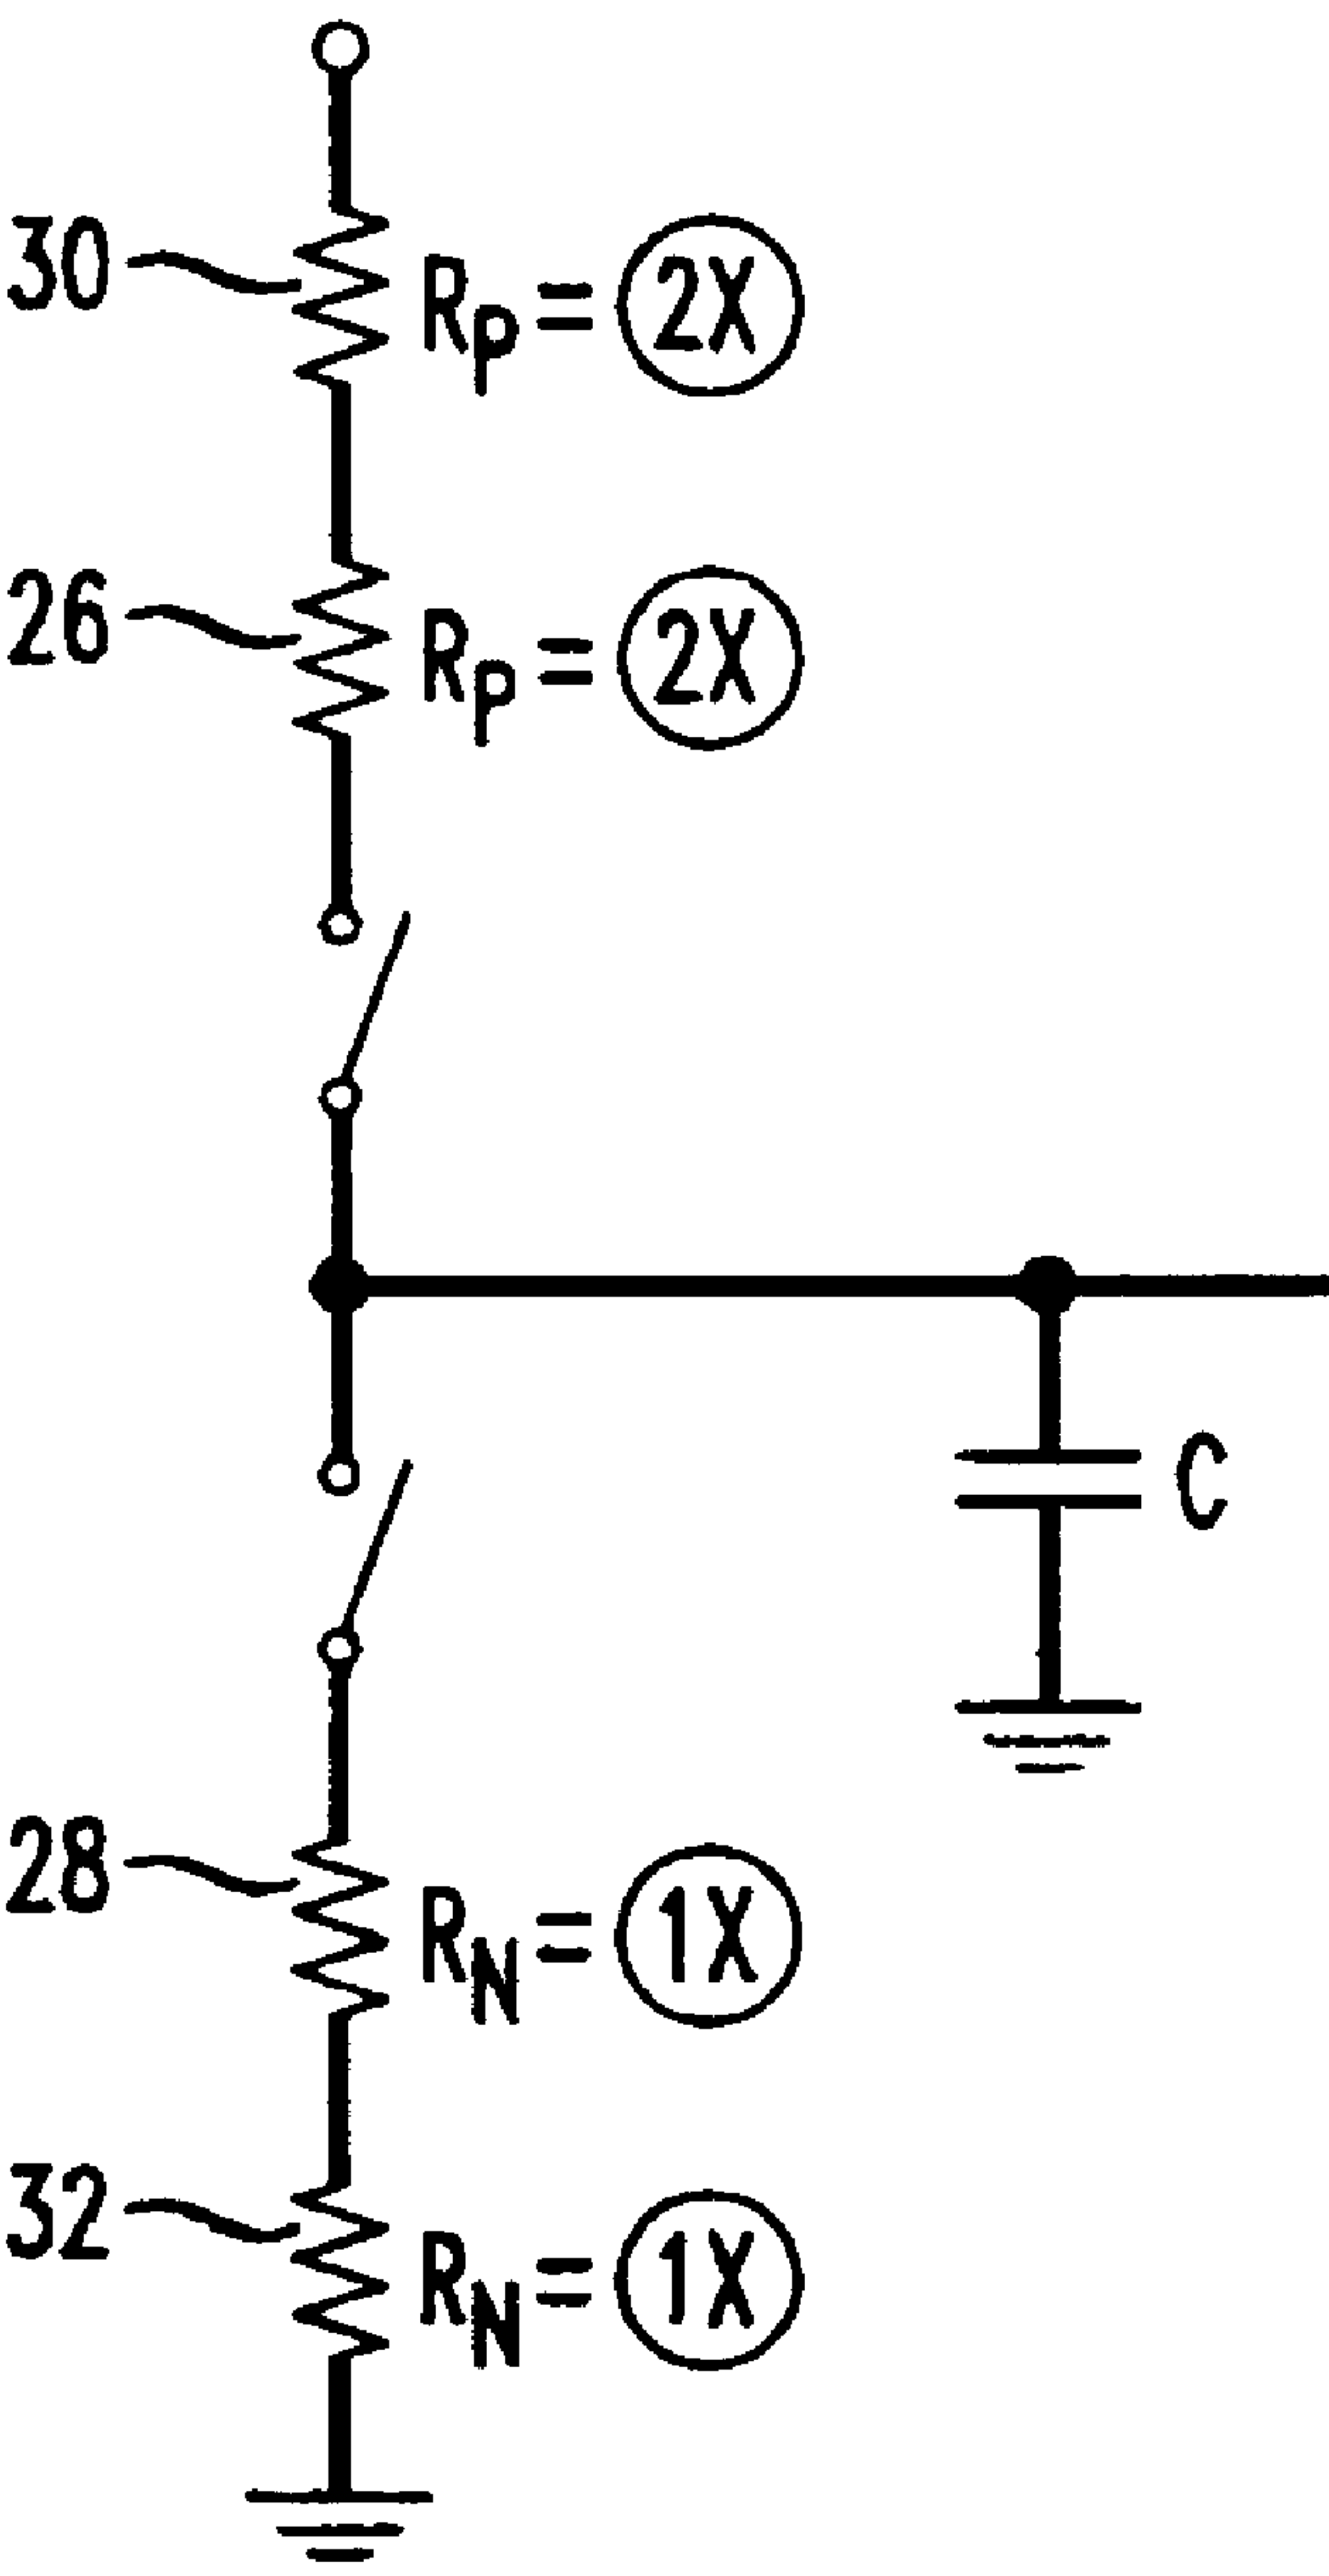 30 Rp = 2X
26 Rp = 2X
C
28 RN = 1X
32 RN = 1X